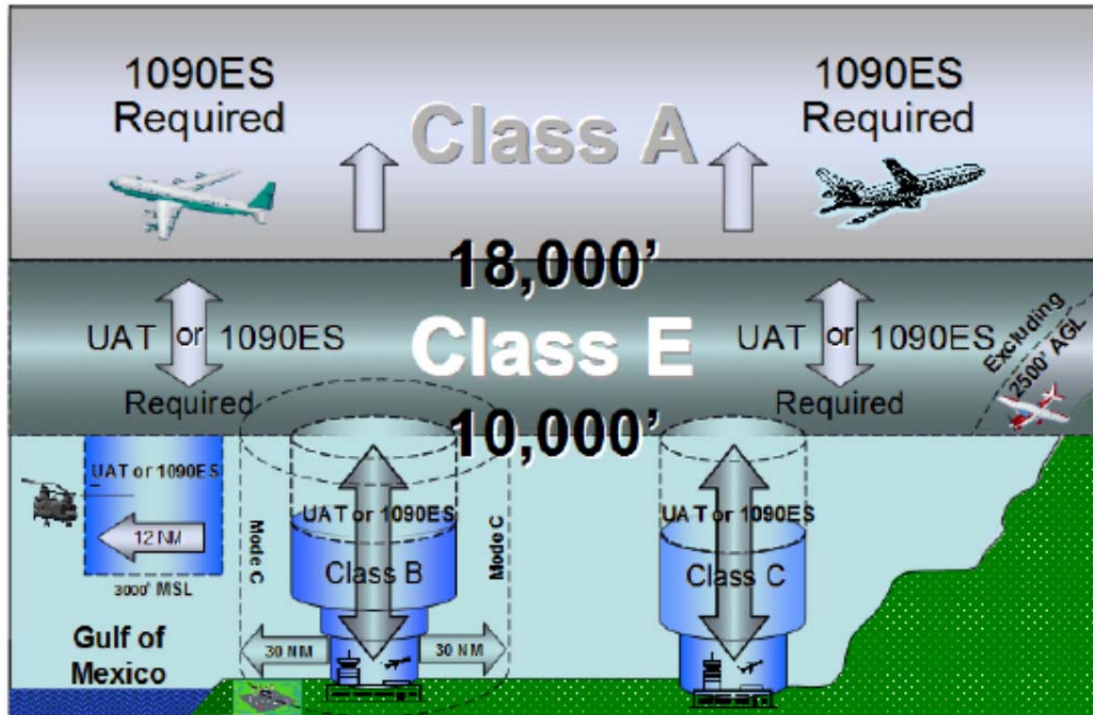 1090ES
Required
Class A
1090ES
Required
18,000’
UAT or 1090ES
Required
Class E
UAT or 1090ES
Required
Excluding
2500' AGL
10,000’
UAT or 1090ES
12 NM
3000' MSL
Gulf of
Mexico
Mode C
UAT or 1090ES
Mode C
Class B
30 NM
30 NM
UAT or 1090ES
Class C